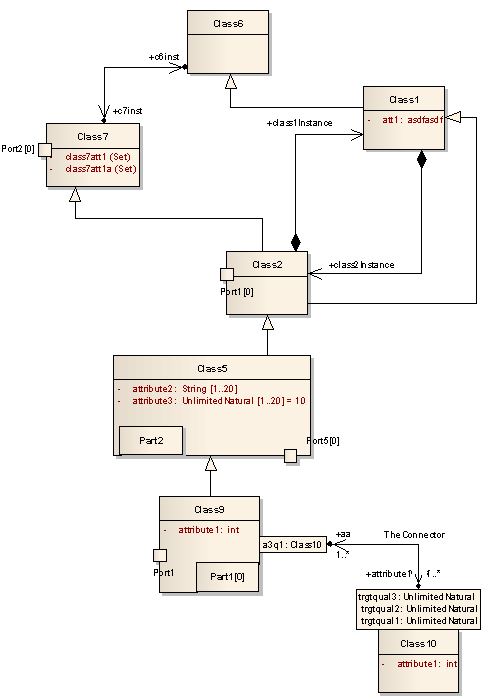 Class6
+c6inst
Class1
- att1: asdfasdf
+c7inst
+class1Instance
Class7
Port2[0]
class7att1 (Set)
- class7att1a (Set)
Class2
+class2Instance
Port1[0]
Class5
- attribute2: String [1..20]
- attribute3: UnlimitedNatural [1..20] = 10
Part2
Port5[0]
Class9
- attribute1: int
+aa
The Connector
a3q1: Class10
1..*
Port1
Part1[0]
+attribute1
1..*
trgtqual3: UnlimitedNatural
trgtqual2: UnlimitedNatural
trgtqual1: UnlimitedNatural
Class10
- attribute1: int